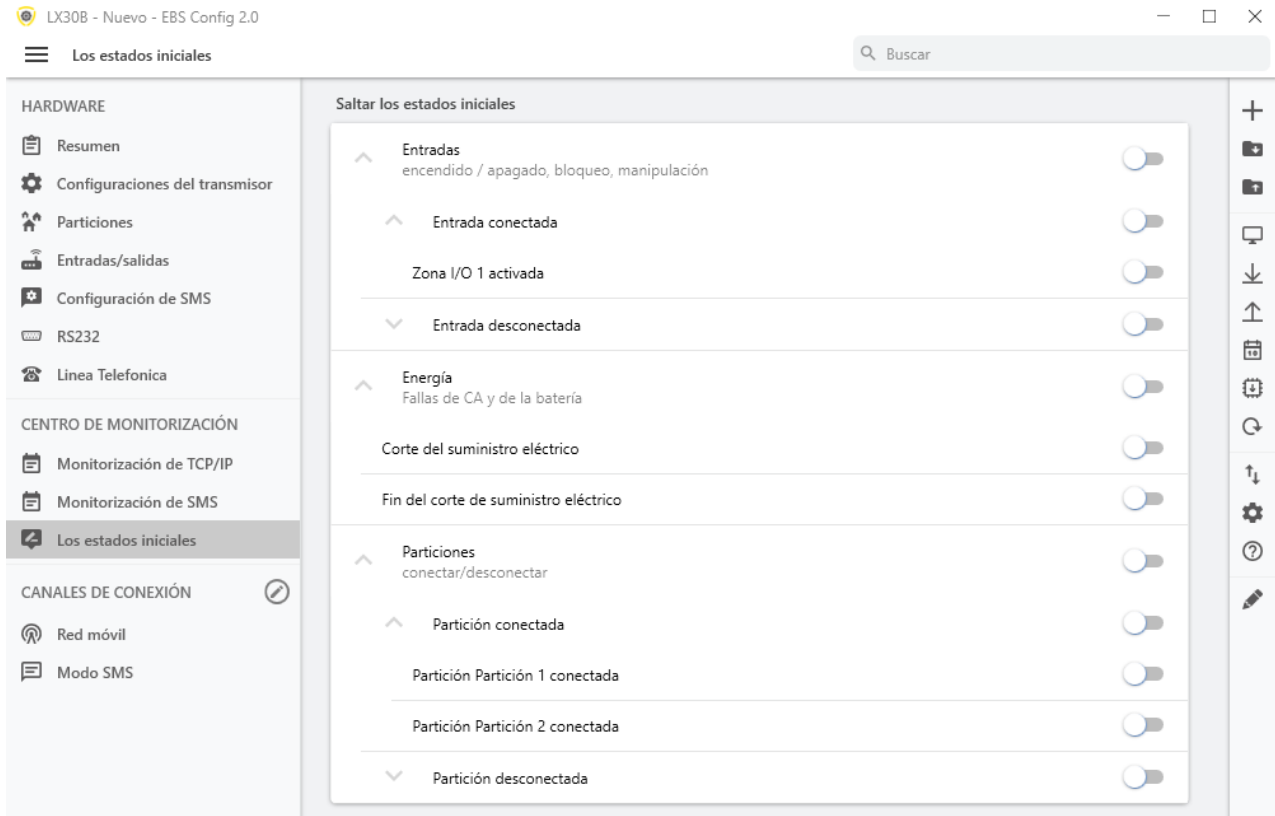 LX30B - Nuevo - EBS Config 2.0
Los estados iniciales
Buscar
HARDWARE
Resumen
Configuraciones del transmisor
Particiones
Entradas/salidas
Configuración de SMS
RS232
Linea Telefonica
CENTRO DE MONITORIZACIÓN
Monitorización de TCP/IP
Monitorización de SMS
Los estados iniciales
CANALES DE CONEXIÓN
Red móvil
Modo SMS
Saltar los estados iniciales
Entradas
encendido / apagado, bloqueo, manipulación
Entrada conectada
Zona I/O 1 activada
Entrada desconectada
Energía
Fallas de CA y de la batería
Corte del suministro eléctrico
Fin del corte de suministro eléctrico
Particiones
conectar/desconectar
Partición conectada
Partición Partición 1 conectada
Partición Partición 2 conectada
Partición desconectada